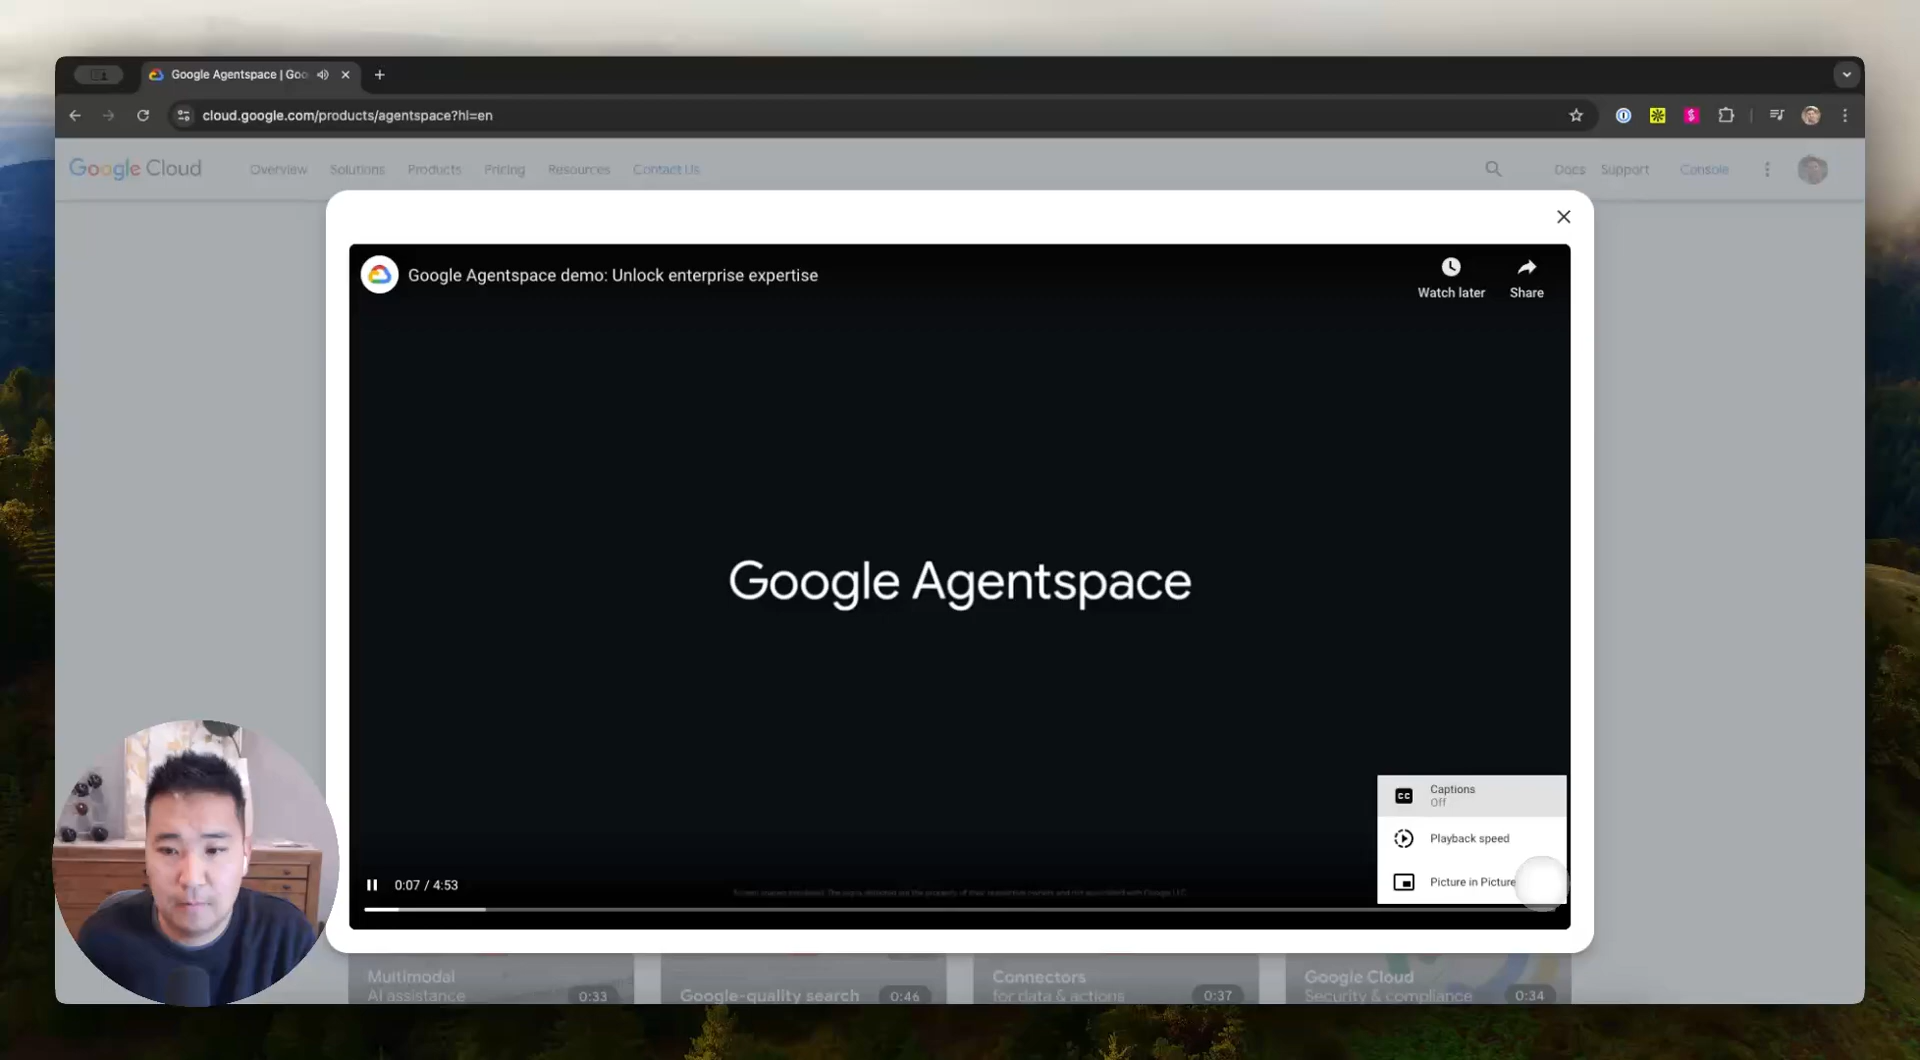 Google Agentspace | Goo
cloud.google.com/products/agentspace?hl=en
Google Cloud
Overview
Solutions
Products
Pricing
Resources
Contact Us
Docs
Support
Console
Google Agentspace demo: Unlock enterprise expertise
Watch later
Share
Google Agentspace
CC
Captions
Off
Playback speed
Picture in Picture
0:07 / 4:53
Multimodal
AI assistance
0:33
Google-quality search
0:46
Connectors
for data & actions
0:37
Google Cloud
Security & compliance
0:34